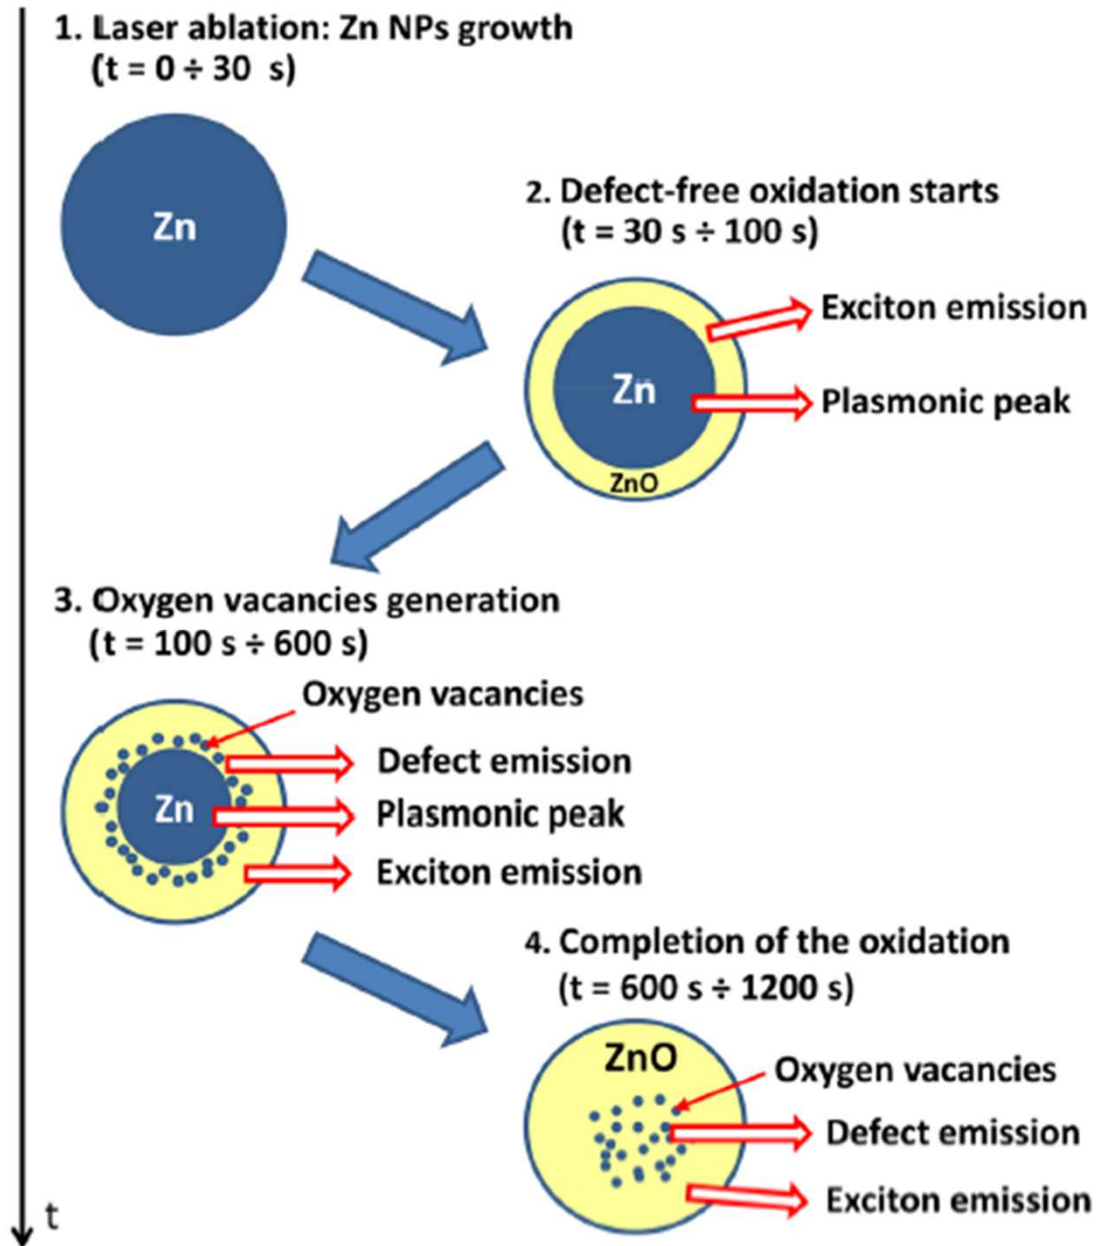 1. Laser ablation: Zn NPs growth
(t = 0 ÷ 30 s)
Zn
2. Defect-free oxidation starts
(t = 30 s ÷ 100 s)
Exciton emission
Zn
Plasmonic peak
ZnO
3. Oxygen vacancies generation
(t = 100 s ÷ 600 s)
Oxygen vacancies
Defect emission
Zn
Plasmonic peak
Exciton emission
4. Completion of the oxidation
(t = 600 s ÷ 1200 s)
ZnO
Oxygen vacancies
Defect emission
Exciton emission
t